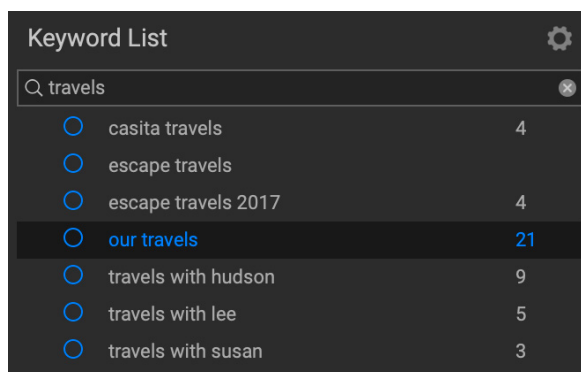 Keyword List
travels
casita travels 4
escape travels
escape travels 2017 4
our travels 21
travels with hudson 9
travels with lee 5
travels with susan 3